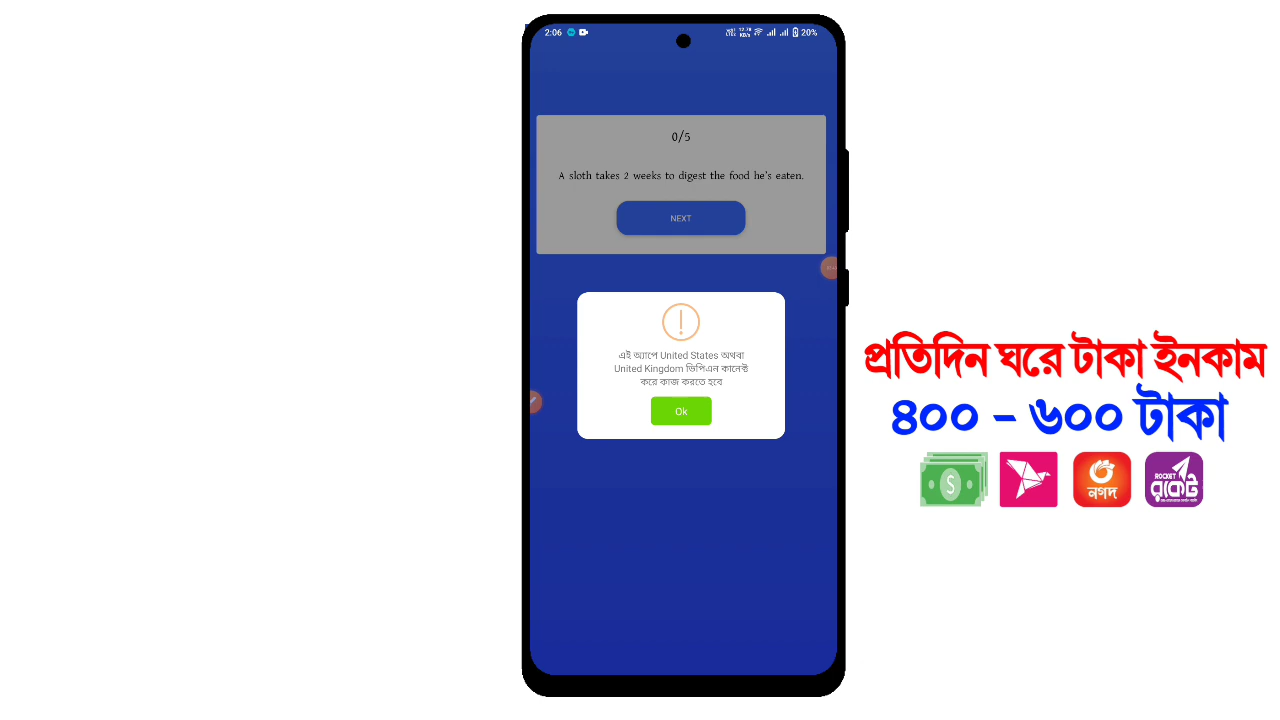 2:06
20%
0/5
A sloth takes 2 weeks to digest the food he's eaten.
NEXT
এই অ্যাপে United States অথবা
United Kingdom ভিপিএন কানেক্ট
করে কাজ করতে হবে
Ok
প্রতিদিন ঘরে টাকা ইনকাম
৪০০ - ৬০০ টাকা
$
নগদ
ROCKET
রকেট